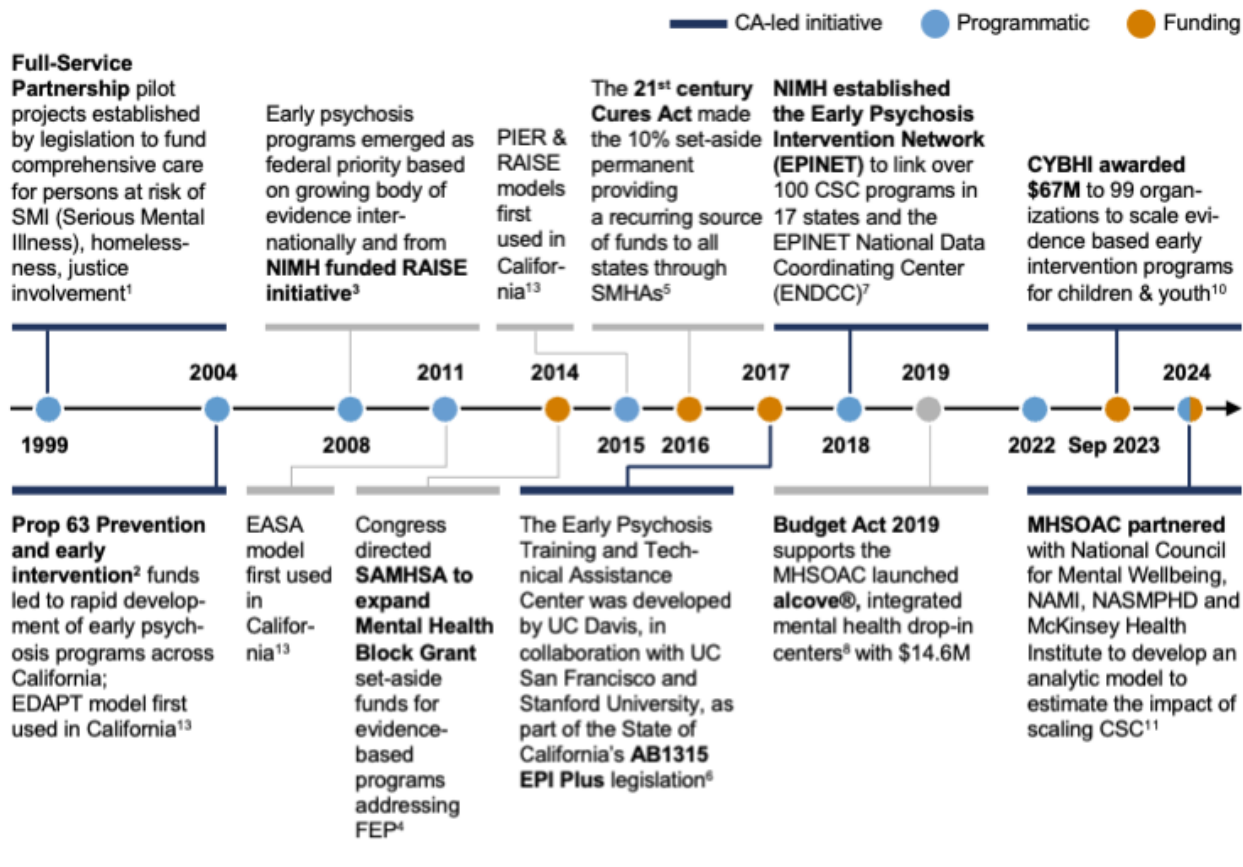 CA-led initiative
Programmatic
Funding
Full-Service
Partnership pilot
projects established
by legislation to fund
comprehensive care
for persons at risk of
SMI (Serious Mental
Illness), homeless-
ness, justice
involvement¹
Early psychosis
programs emerged as
federal priority based
on growing body of
evidence inter-
nationally and from
NIMH funded RAISE
initiative³
PIER &
RAISE
models
first
used in
Califor-
nia¹³
The 21ˢᵗ century
Cures Act made
the 10% set-aside
permanent
providing
a recurring source
of funds to all
states through
SMHAs⁵
NIMH established
the Early Psychosis
Intervention Network
(EPINET) to link over
100 CSC programs in
17 states and the
EPINET National Data
Coordinating Center
(ENDCC)⁷
CYBHI awarded
$67M to 99 organ-
izations to scale evi-
dence based early
intervention programs
for children & youth¹⁰
2004
2011
2014
2017
2019
2024
1999
2008
2015
2016
2018
2022
Sep 2023
Prop 63 Prevention
and early
intervention² funds
led to rapid develop-
ment of early psych-
osis programs across
California;
EDAPT model first
used in California¹³
EASA
model
first used
in
Califor-
nia¹³
Congress
directed
SAMHSA to
expand
Mental Health
Block Grant
set-aside
funds for
evidence-
based
programs
addressing
FEP⁴
The Early Psychosis
Training and Tech-
nical Assistance
Center was developed
by UC Davis, in
collaboration with UC
San Francisco and
Stanford University, as
part of the State of
California's AB1315
EPI Plus legislation⁶
Budget Act 2019
supports the
MHSOAC launched
alcove®, integrated
mental health drop-in
centers⁸ with $14.6M
MHSOAC partnered
with National Council
for Mental Wellbeing,
NAMI, NASMPHD and
McKinsey Health
Institute to develop an
analytic model to
estimate the impact of
scaling CSC¹¹